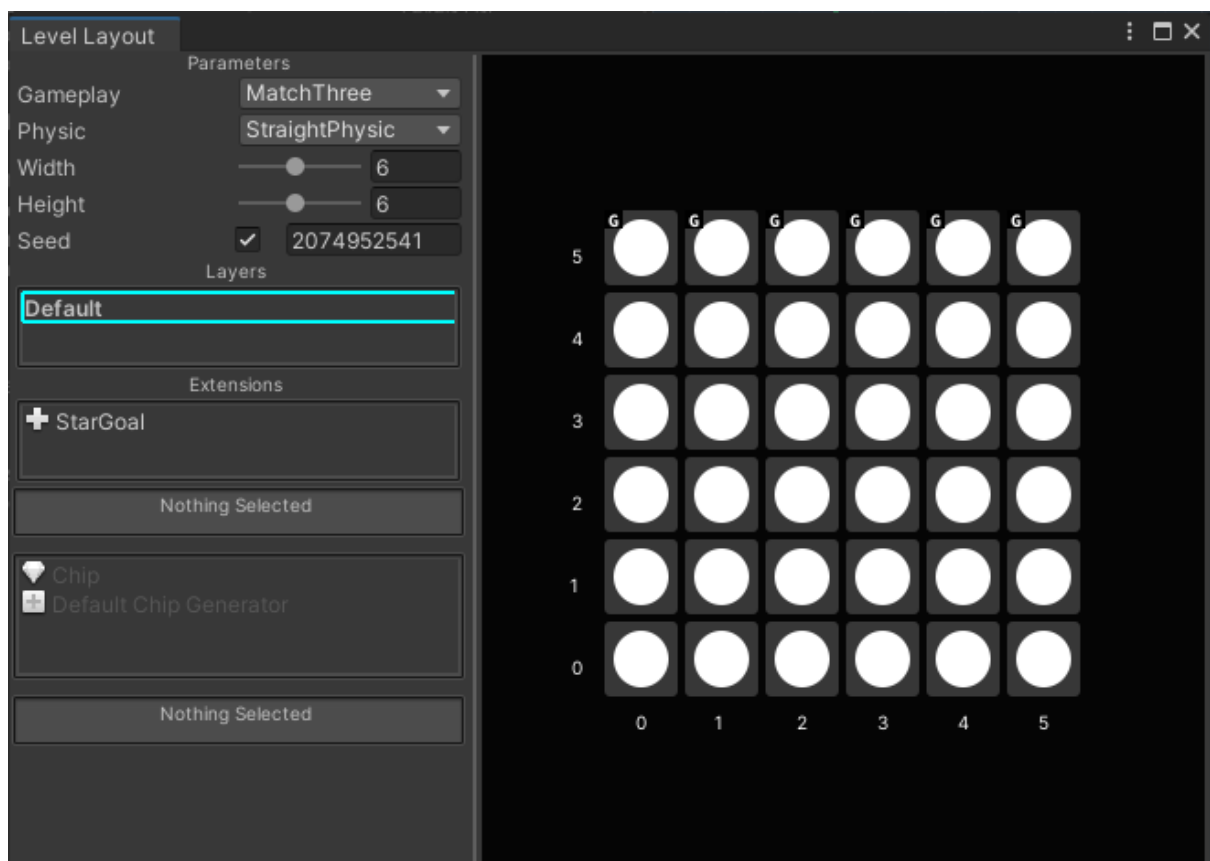 Level Layout
Parameters
Gameplay MatchThree
Physic StraightPhysic
Width 6
Height 6
Seed 2074952541
Layers
Default
Extensions
StarGoal
Nothing Selected
Chip
Default Chip Generator
Nothing Selected
G G G G G G
5
4
3
2
1
0
0 1 2 3 4 5